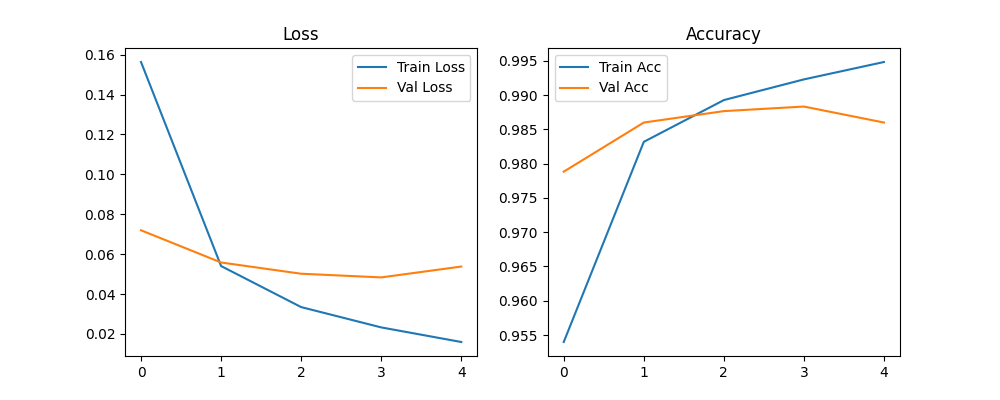 Loss
Train Loss
Val Loss
0.16
0.14
0.12
0.10
0.08
0.06
0.04
0.02
0 1 2 3 4
Accuracy
Train Acc
Val Acc
0.995
0.990
0.985
0.980
0.975
0.970
0.965
0.960
0.955
0 1 2 3 4